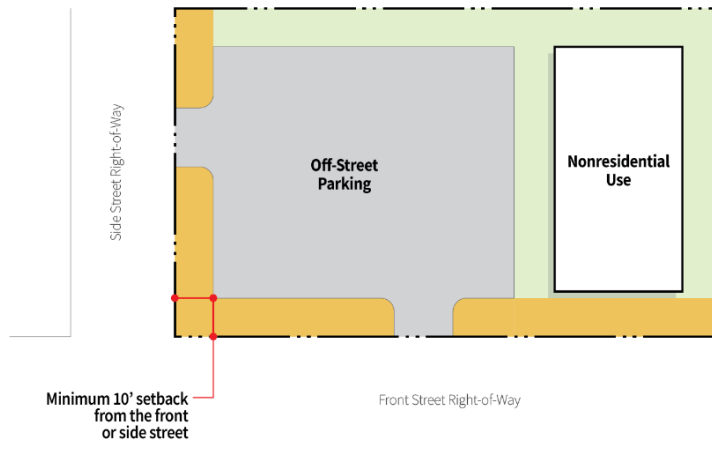 Side Street Right-of-Way
Off-Street
Parking
Nonresidential
Use
Minimum 10’ setback
from the front
or side street
Front Street Right-of-Way